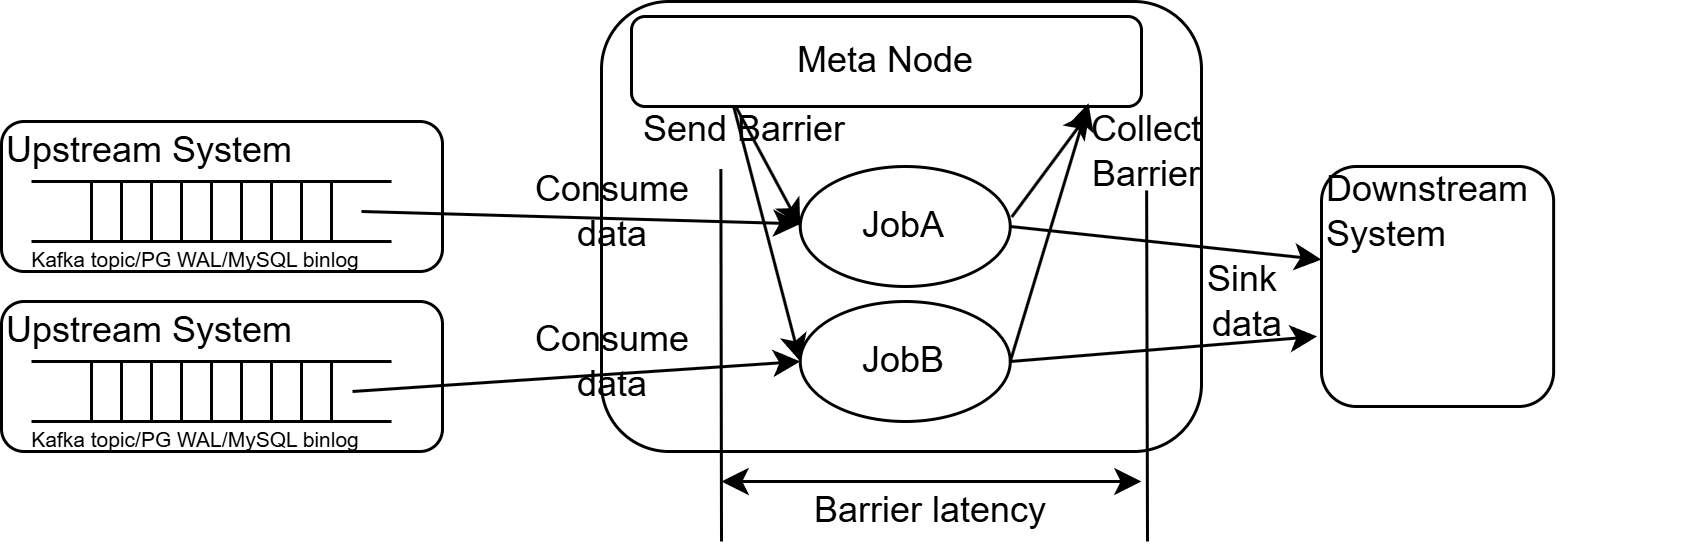 Meta Node
Send Barrier
Collect
Barrier
Upstream System
Kafka topic/PG WAL/MySQL binlog
Consume
data
JobA
Downstream
System
Sink
data
Upstream System
Kafka topic/PG WAL/MySQL binlog
Consume
data
JobB
Barrier latency